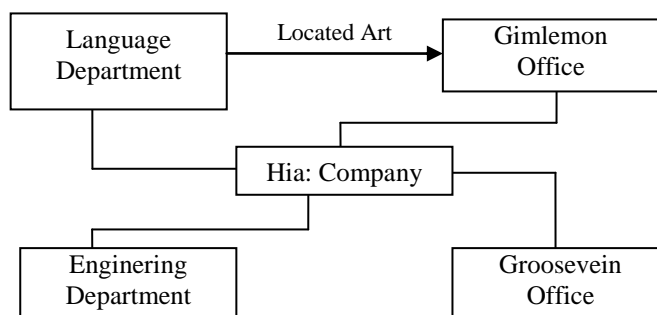 Language
Department
Located Art
Gimlemon
Office
Hia: Company
Enginering
Department
Groosevein
Office